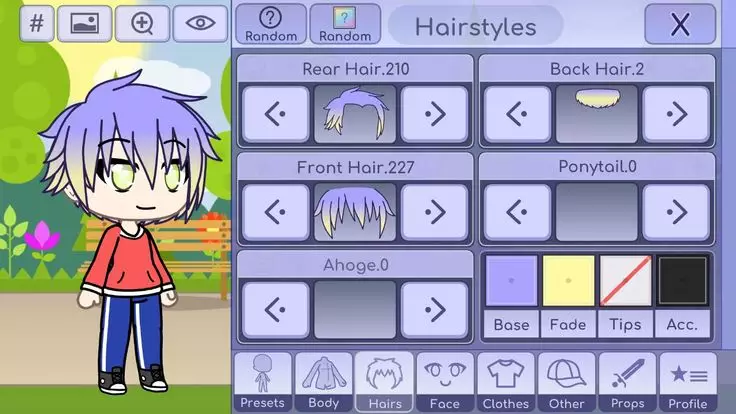 #
Random
Random
Hairstyles
X
Rear Hair.210
Back Hair.2
Front Hair.227
Ponytail.0
Ahoge.0
Base
Fade
Tips
Acc.
Presets
Body
Hairs
Face
Clothes
Other
Props
Profile